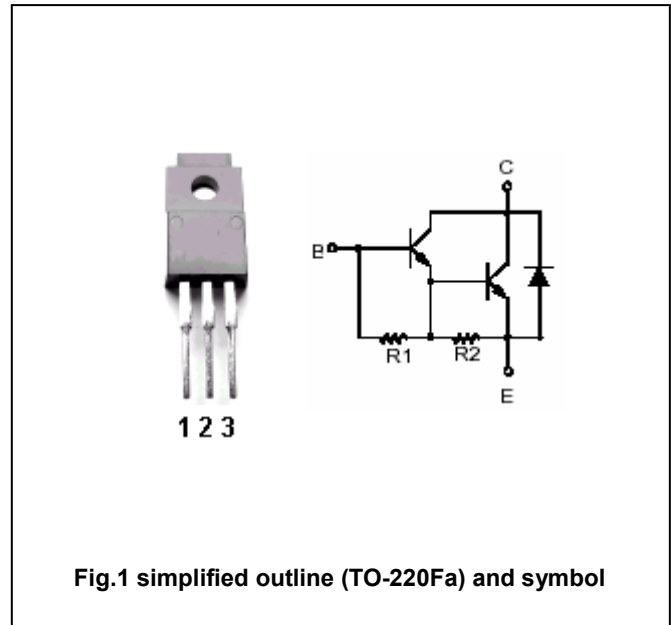 C
B
R1 R2
E
1 2 3
Fig.1 simplified outline (TO-220Fa) and symbol